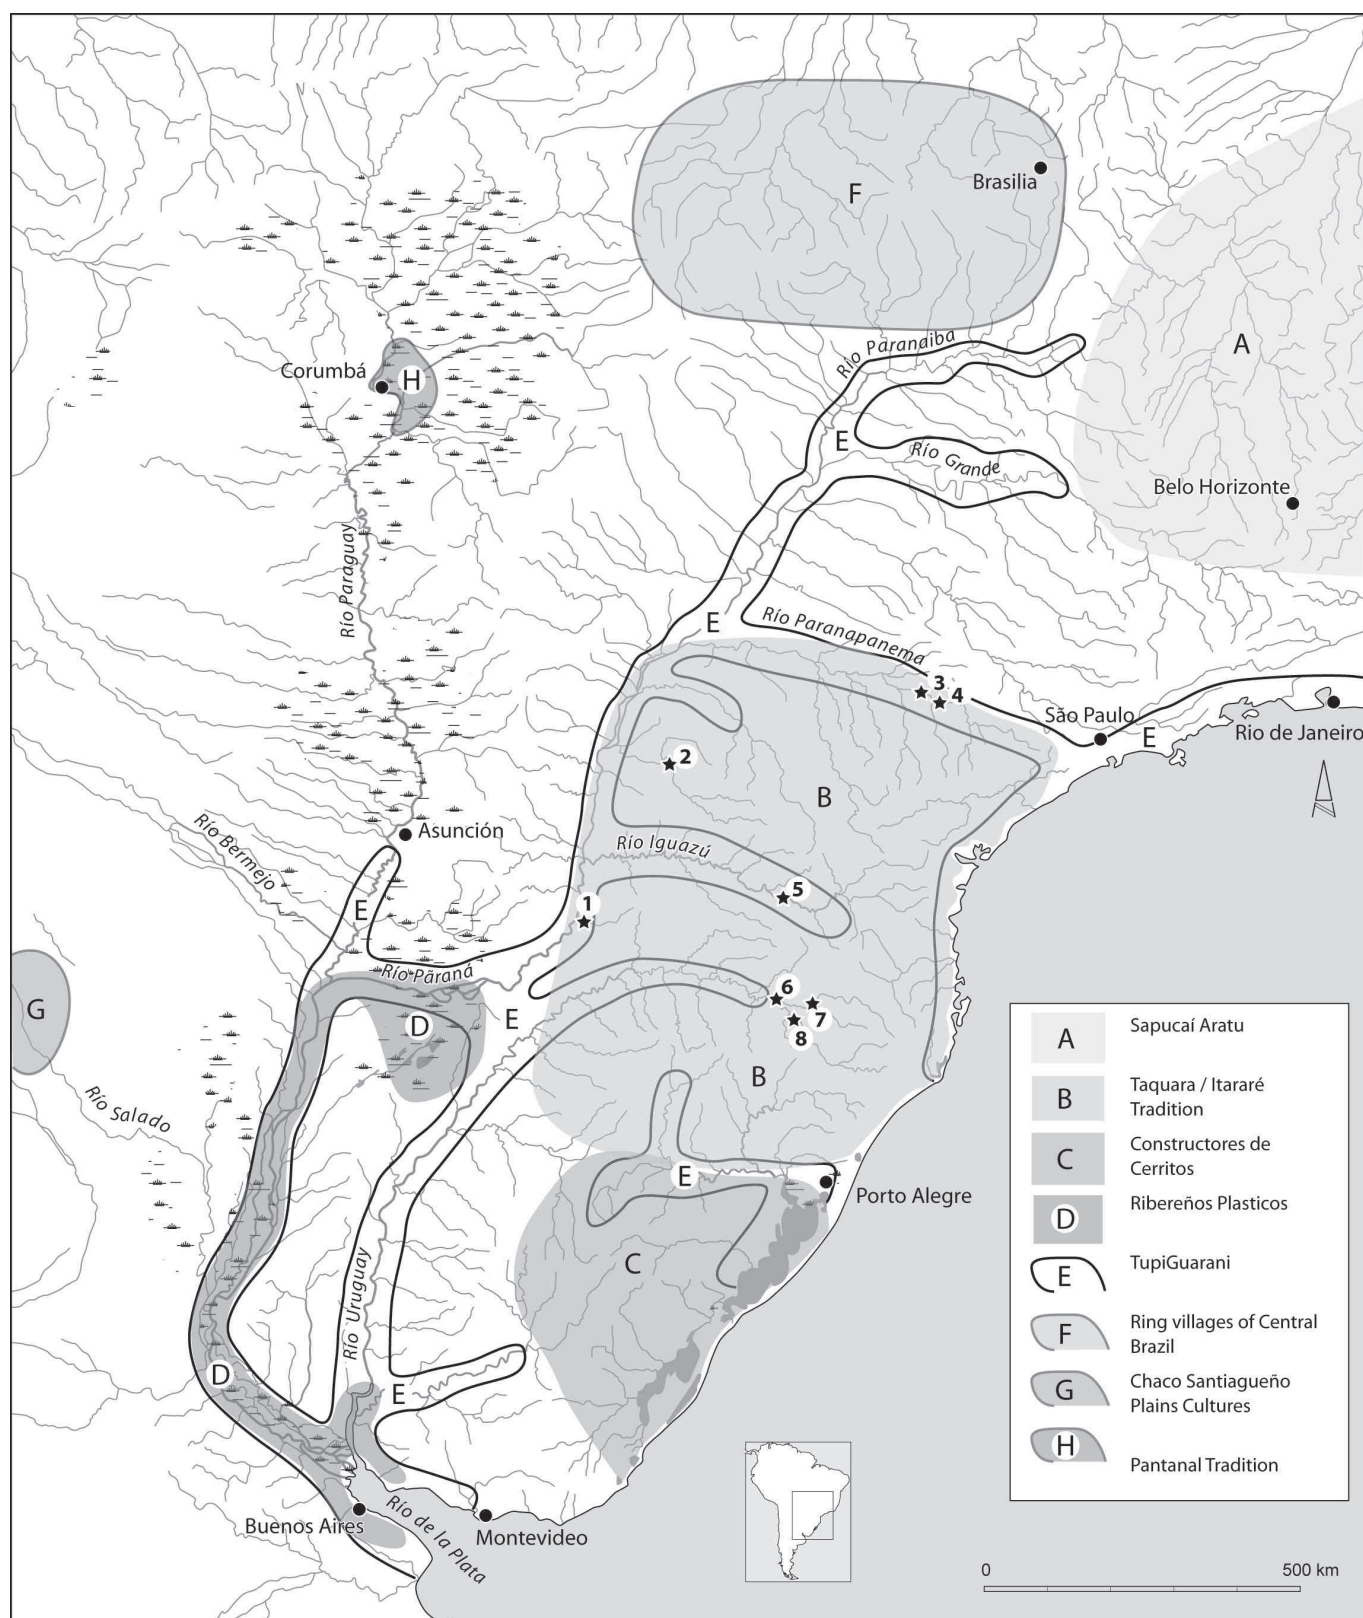 F
Brasilia
Río Paranaiba
A
Corumbá
H
E
Río Grande
Belo Horizonte
Río Paraguay
E
Río Paranapanema
3
4
São Paulo
E
Rio de Janeiro
2
B
Río Bermejo
Asunción
Río Iguazú
E
1
5
Río Pãraná
G
D
E
6
7
8
B
Río Salado
E
Porto Alegre
C
Río Uruguay
D
E
Buenos Aires
Río de la Plata
Montevideo
A
Sapucaí Aratu
B
Taquara / Itararé
Tradition
C
Constructores de
Cerritos
D
Ribereños Plasticos
E
TupiGuarani
F
Ring villages of Central
Brazil
G
Chaco Santiagueño
Plains Cultures
H
Pantanal Tradition
0
500 km